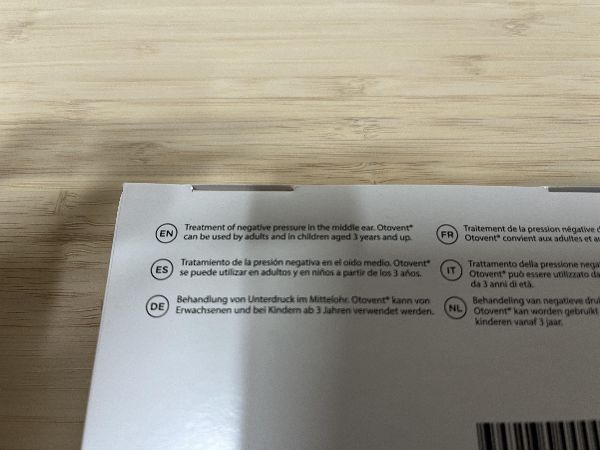 EN
Treatment of negative pressure in the middle ear. Otovent®
can be used by adults and in children aged 3 years and up.
ES
Tratamiento de la presión negativa en el oído medio. Otovent®
se puede utilizar en adultos y en niños a partir de los 3 años.
DE
Behandlung von Unterdruck im Mittelohr. Otovent® kann von
Erwachsenen und bei Kindern ab 3 Jahren verwendet werden.
FR
Traitement de la pression négative d
Otovent® convient aux adultes et au
IT
Trattamento della pressione nega
Otovent® può essere utilizzato da
da 3 anni di età.
NL
Behandeling van negatieve dru
Otovent® kan worden gebruikt
kinderen vanaf 3 jaar.